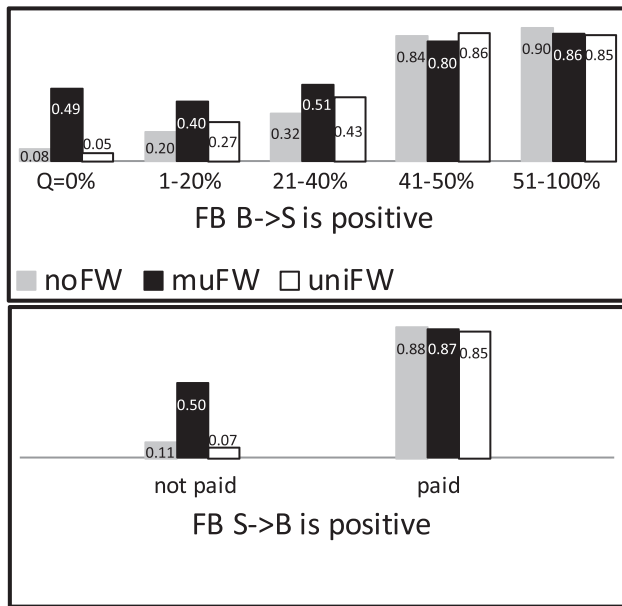 0.08 0.49 0.05 0.20 0.40 0.27 0.32 0.51 0.43 0.84 0.80 0.86 0.90 0.86 0.85
Q=0% 1-20% 21-40% 41-50% 51-100%
FB B->S is positive
noFW muFW uniFW
0.11 0.50 0.07 0.88 0.87 0.85
not paid paid
FB S->B is positive